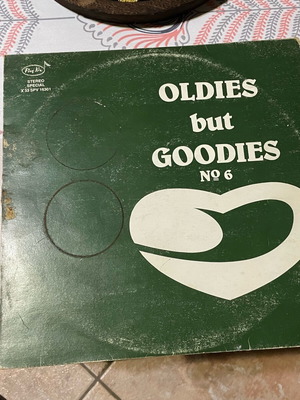 STEREO
SPECIAL
OLDIES
but
GOODIES
Nº 6